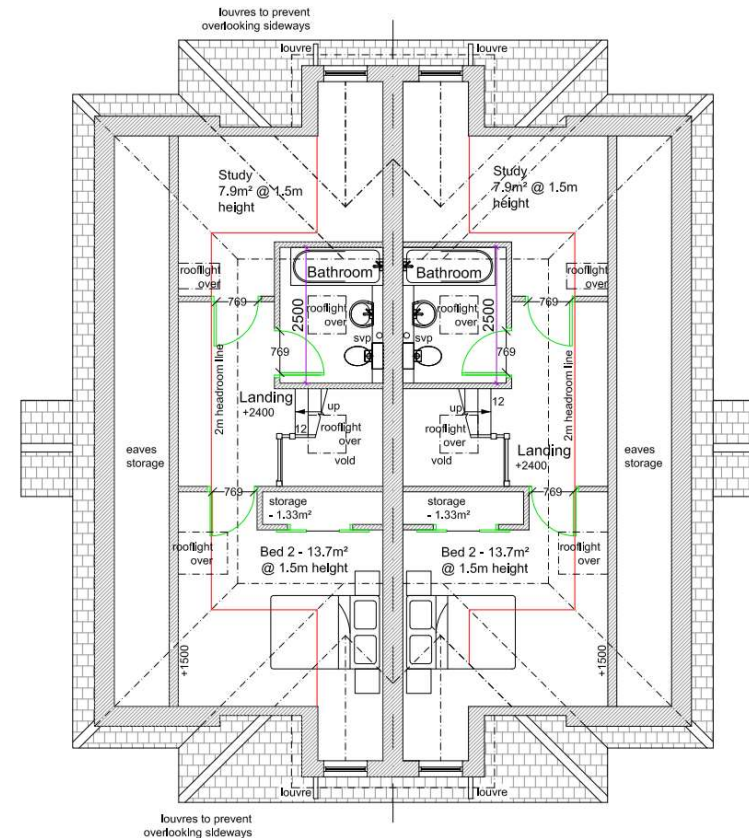 louvres to prevent
overlooking sideways
louvre
louvre
Study
7.9m² @ 1.5m
height
Study
7.9m² @ 1.5m
height
rooflight
over
rooflight
over
Bathroom
Bathroom
769
769
2500
2500
rooflight
over
rooflight
over
svp
svp
769
769
2m headroom line
2m headroom line
Landing
+2400
12
up
12
rooflight
over
rooflight
over
void
void
Landing
+2400
eaves
storage
eaves
storage
769
769
storage
- 1.33m²
storage
- 1.33m²
rooflight
over
rooflight
over
Bed 2 - 13.7m²
@ 1.5m height
Bed 2 - 13.7m²
@ 1.5m height
+1500
+1500
louvre
louvre
louvres to prevent
overlooking sideways